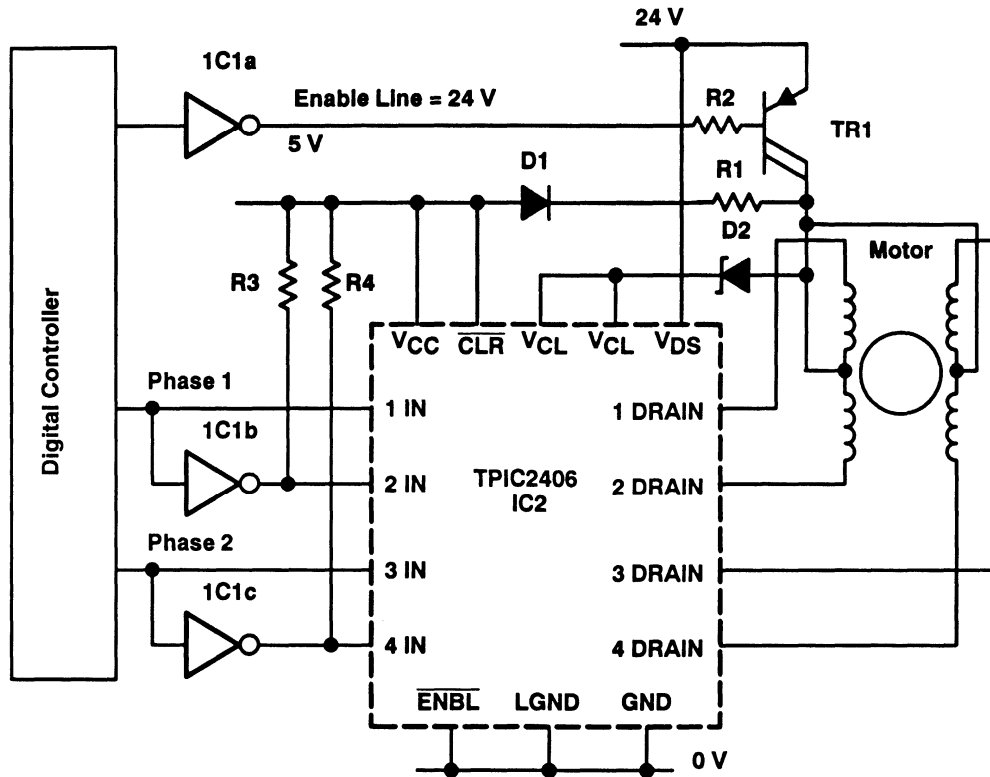 24 V
1C1a
Enable Line = 24 V
R2
TR1
5 V
D1
R1
D2
Motor
R3
R4
VCC
CLR
VCL
VCL
VDS
Digital Controller
Phase 1
1 IN
1 DRAIN
1C1b
TPIC2406
IC2
2 IN
2 DRAIN
Phase 2
3 IN
3 DRAIN
1C1c
4 IN
4 DRAIN
ENBL
LGND
GND
0 V